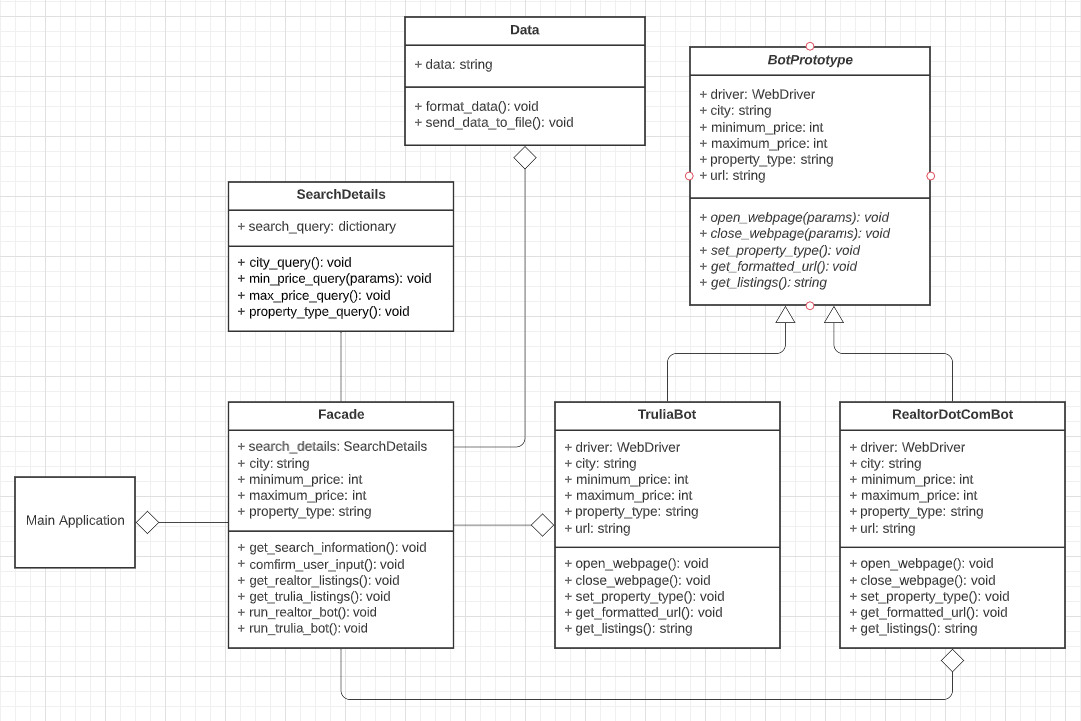 Data
+ data: string
+ format_data(): void
+ send_data_to_file(): void
BotPrototype
+ driver: WebDriver
+ city: string
+ minimum_price: int
+ maximum_price: int
+ property_type: string
+ url: string
+ open_webpage(params): void
+ close_webpage(params): void
+ set_property_type(): void
+ get_formatted_url(): void
+ get_listings(): string
SearchDetails
+ search_query: dictionary
+ city_query(): void
+ min_price_query(params): void
+ max_price_query(): void
+ property_type_query(): void
Main Application
Facade
+ search_details: SearchDetails
+ city: string
+ minimum_price: int
+ maximum_price: int
+ property_type: string
+ get_search_information(): void
+ comfirm_user_input(): void
+ get_realtor_listings(): void
+ get_trulia_listings(): void
+ run_realtor_bot(): void
+ run_trulia_bot(): void
TruliaBot
+ driver: WebDriver
+ city: string
+ minimum_price: int
+ maximum_price: int
+ property_type: string
+ url: string
+ open_webpage(): void
+ close_webpage(): void
+ set_property_type(): void
+ get_formatted_url(): void
+ get_listings(): string
RealtorDotComBot
+ driver: WebDriver
+ city: string
+ minimum_price: int
+ maximum_price: int
+ property_type: string
+ url: string
+ open_webpage(): void
+ close_webpage(): void
+ set_property_type(): void
+ get_formatted_url(): void
+ get_listings(): string